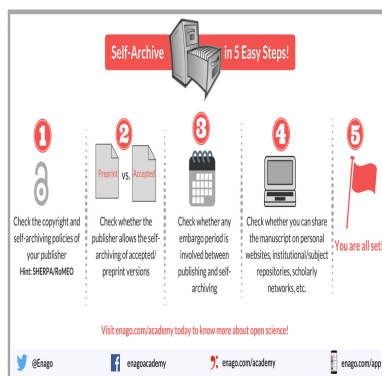 Self-Archive in 5 Easy Steps!
1
Check the copyright and
self-archiving policies of
your publisher
Hint: SHERPA/RoMEO
2
Preprint vs. Accepted
Check whether the
publisher allows the self-
archiving of accepted/
preprint versions
3
Check whether any
embargo period is
involved between
publishing and self-
archiving
4
Check whether you can share
the manuscript on personal
websites, institutional/subject
repositories, scholarly
networks, etc.
5
You are all set!
Visit enago.com/academy today to know more about open science!
@Enago
enagoacademy
enago.com/academy
enago.com/app